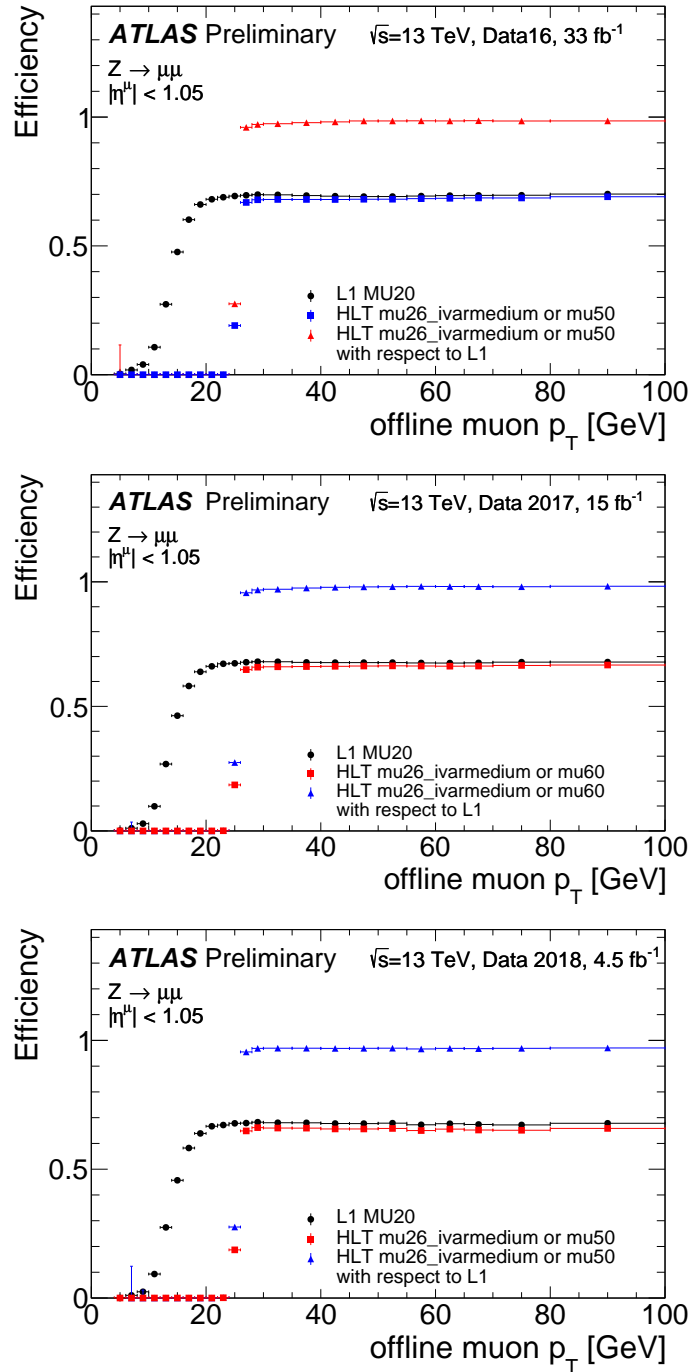 ATLAS Preliminary √s=13 TeV, Data16, 33 fb⁻¹
Z → μμ
|η^μ| < 1.05
Efficiency
1
0.5
0
L1 MU20
HLT mu26_ivarmedium or mu50
HLT mu26_ivarmedium or mu50
with respect to L1
0 20 40 60 80 100
offline muon p_T [GeV]
ATLAS Preliminary √s=13 TeV, Data 2017, 15 fb⁻¹
Z → μμ
|η^μ| < 1.05
Efficiency
1
0.5
0
L1 MU20
HLT mu26_ivarmedium or mu60
HLT mu26_ivarmedium or mu60
with respect to L1
0 20 40 60 80 100
offline muon p_T [GeV]
ATLAS Preliminary √s=13 TeV, Data 2018, 4.5 fb⁻¹
Z → μμ
|η^μ| < 1.05
Efficiency
1
0.5
0
L1 MU20
HLT mu26_ivarmedium or mu50
HLT mu26_ivarmedium or mu50
with respect to L1
0 20 40 60 80 100
offline muon p_T [GeV]